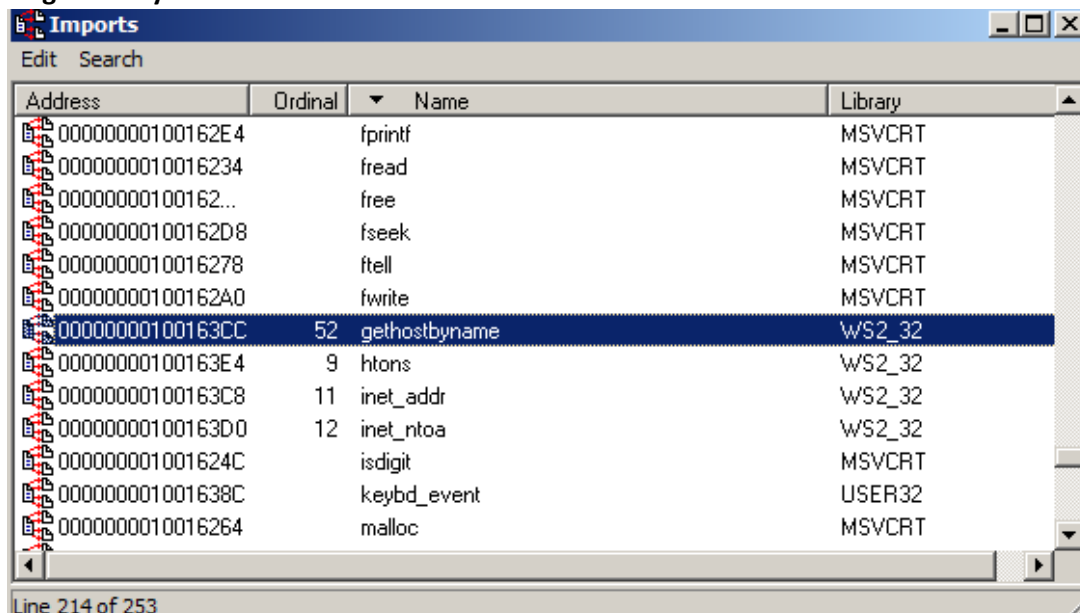 Imports
Edit Search
Address Ordinal Name Library
00000000100162E4 fprintf MSVCRT
0000000010016234 fread MSVCRT
00000000100162... free MSVCRT
00000000100162D8 fseek MSVCRT
0000000010016278 ftell MSVCRT
00000000100162A0 fwrite MSVCRT
00000000100163CC 52 gethostbyname WS2_32
00000000100163E4 9 htons WS2_32
00000000100163C8 11 inet_addr WS2_32
00000000100163D0 12 inet_ntoa WS2_32
000000001001624C isdigit MSVCRT
000000001001638C keybd_event USER32
0000000010016264 malloc MSVCRT
Line 214 of 253